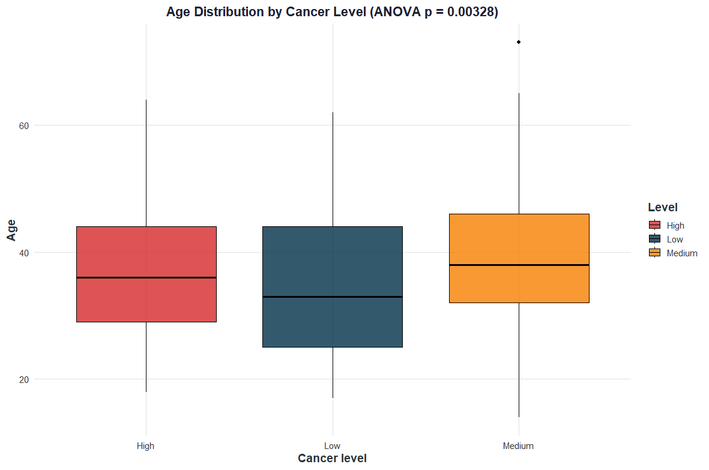 Age Distribution by Cancer Level (ANOVA p = 0.00328)
Age
60
40
20
High
Low
Medium
Cancer level
Level
High
Low
Medium